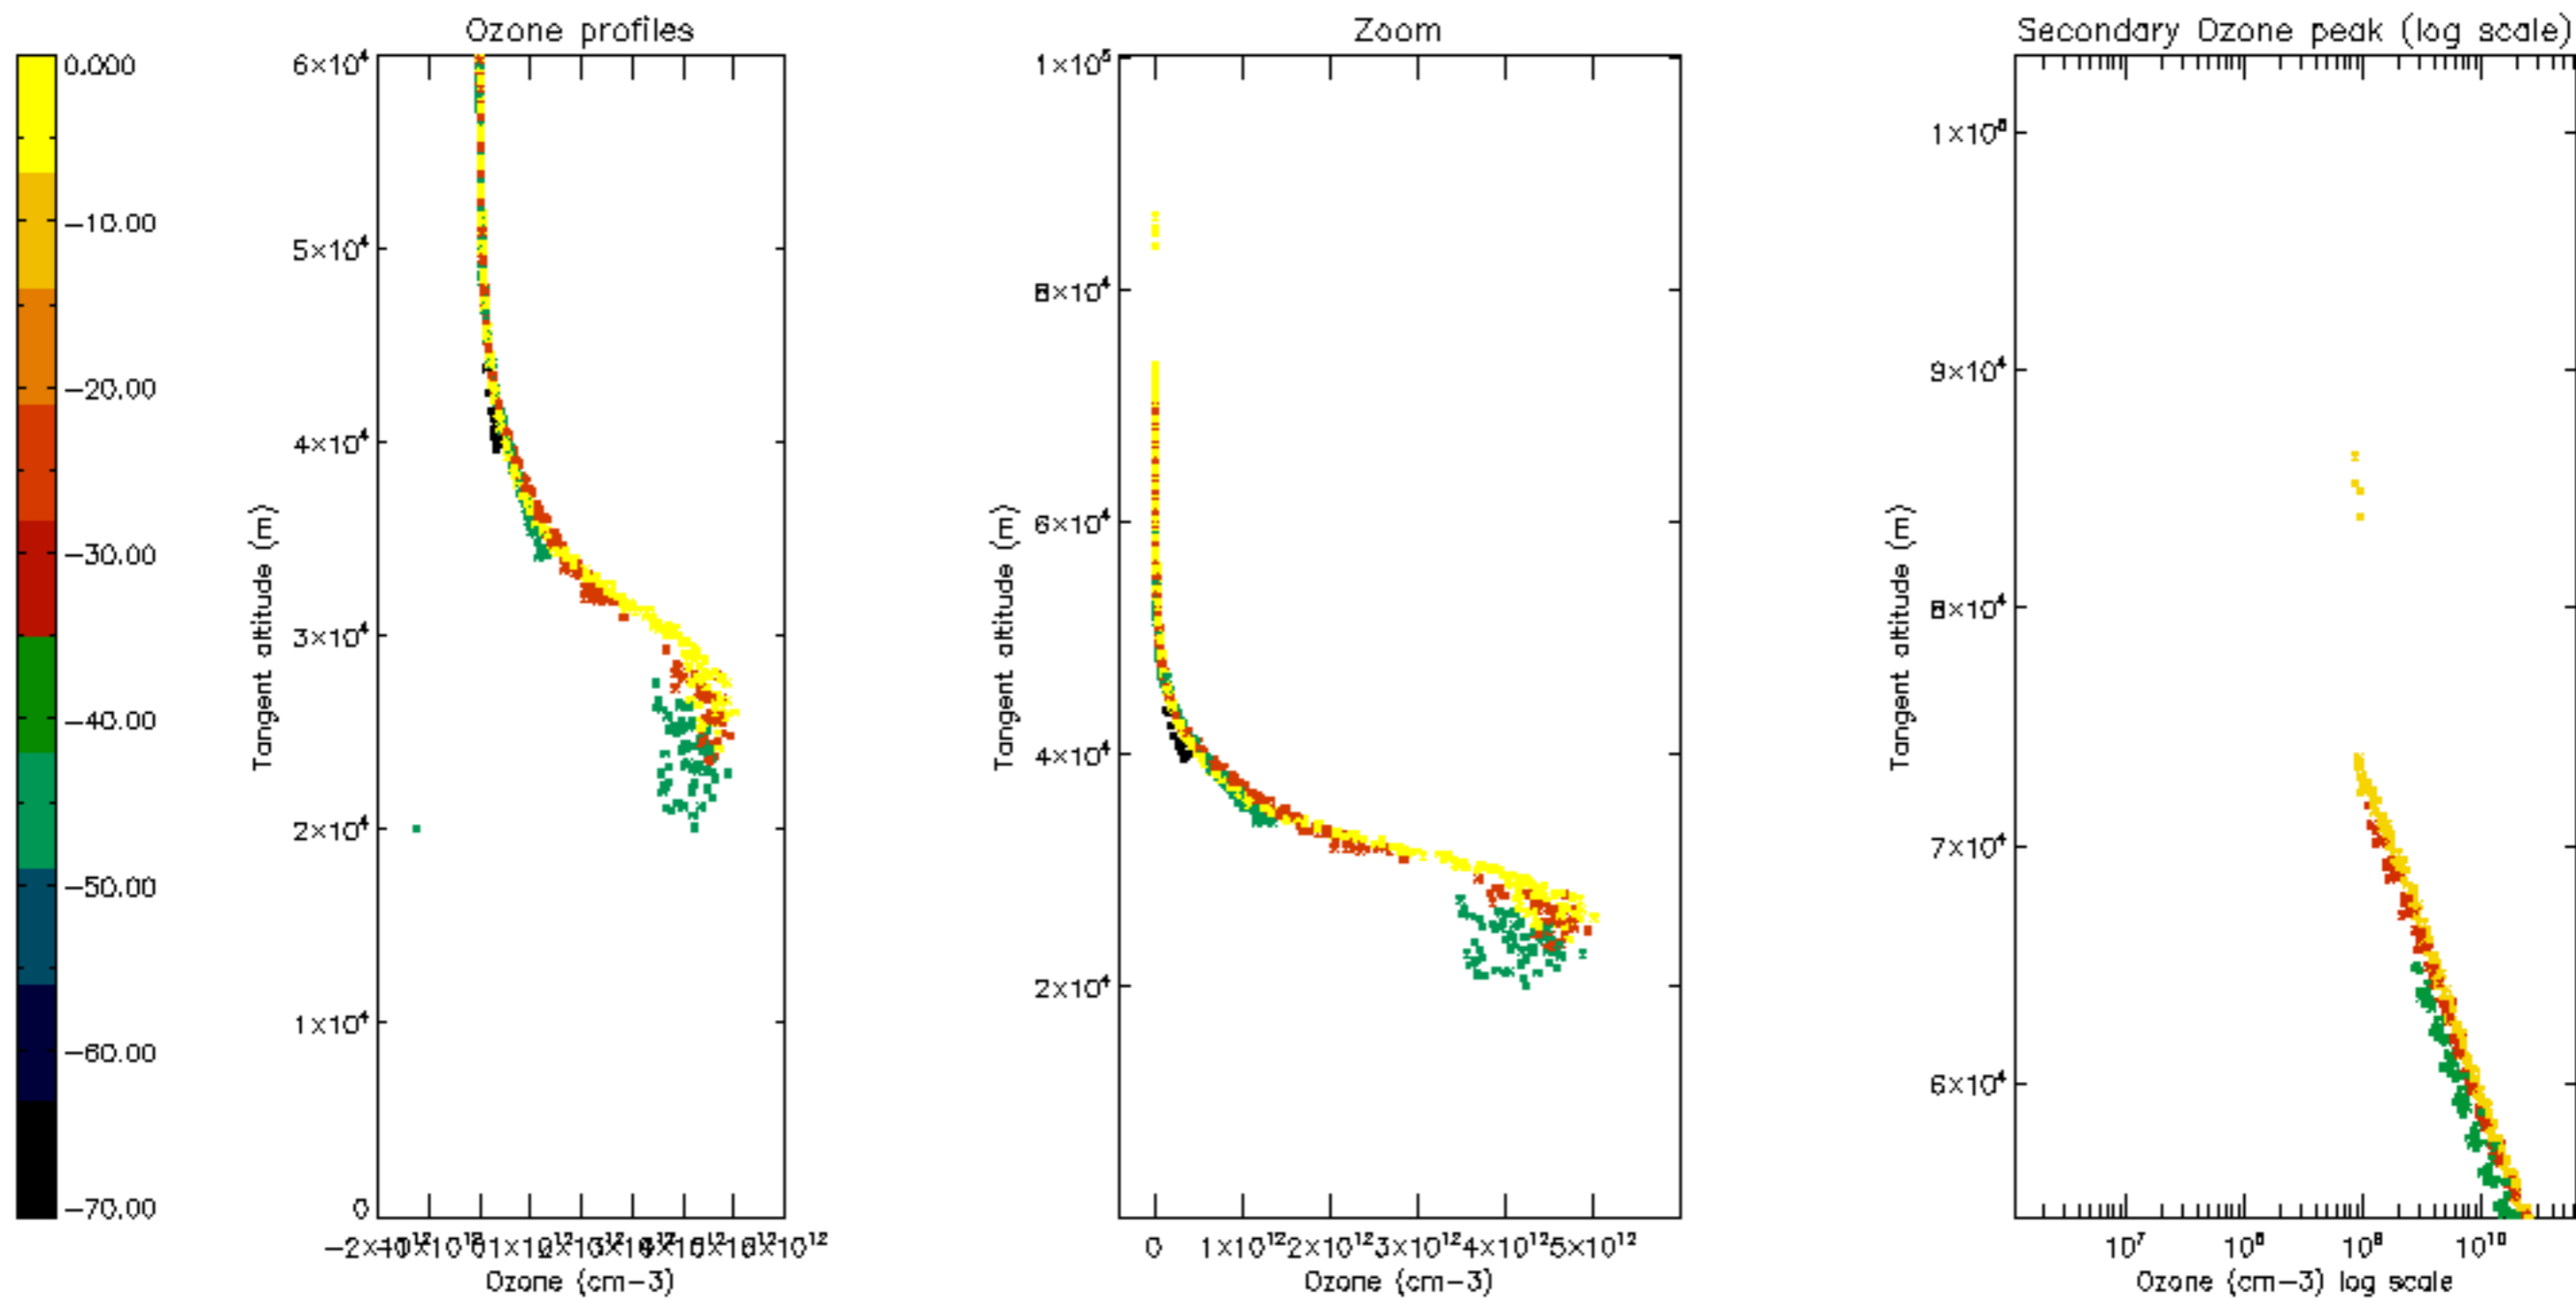 Ozone profiles
Zoom
Secondary Ozone peak (log scale)
0.000
-10.00
-20.00
-30.00
-40.00
-50.00
-60.00
-70.00
6×10⁴
5×10⁴
4×10⁴
3×10⁴
2×10⁴
1×10⁴
0
Tangent altitude (m)
Ozone (cm-3)
1×10⁵
8×10⁴
6×10⁴
4×10⁴
2×10⁴
Tangent altitude (m)
0 1×10¹² 2×10¹² 3×10¹² 4×10¹² 5×10¹²
Ozone (cm-3)
9×10⁴
8×10⁴
7×10⁴
6×10⁴
Tangent altitude (m)
10⁷ 10⁸ 10⁹ 10¹⁰
Ozone (cm-3) log scale